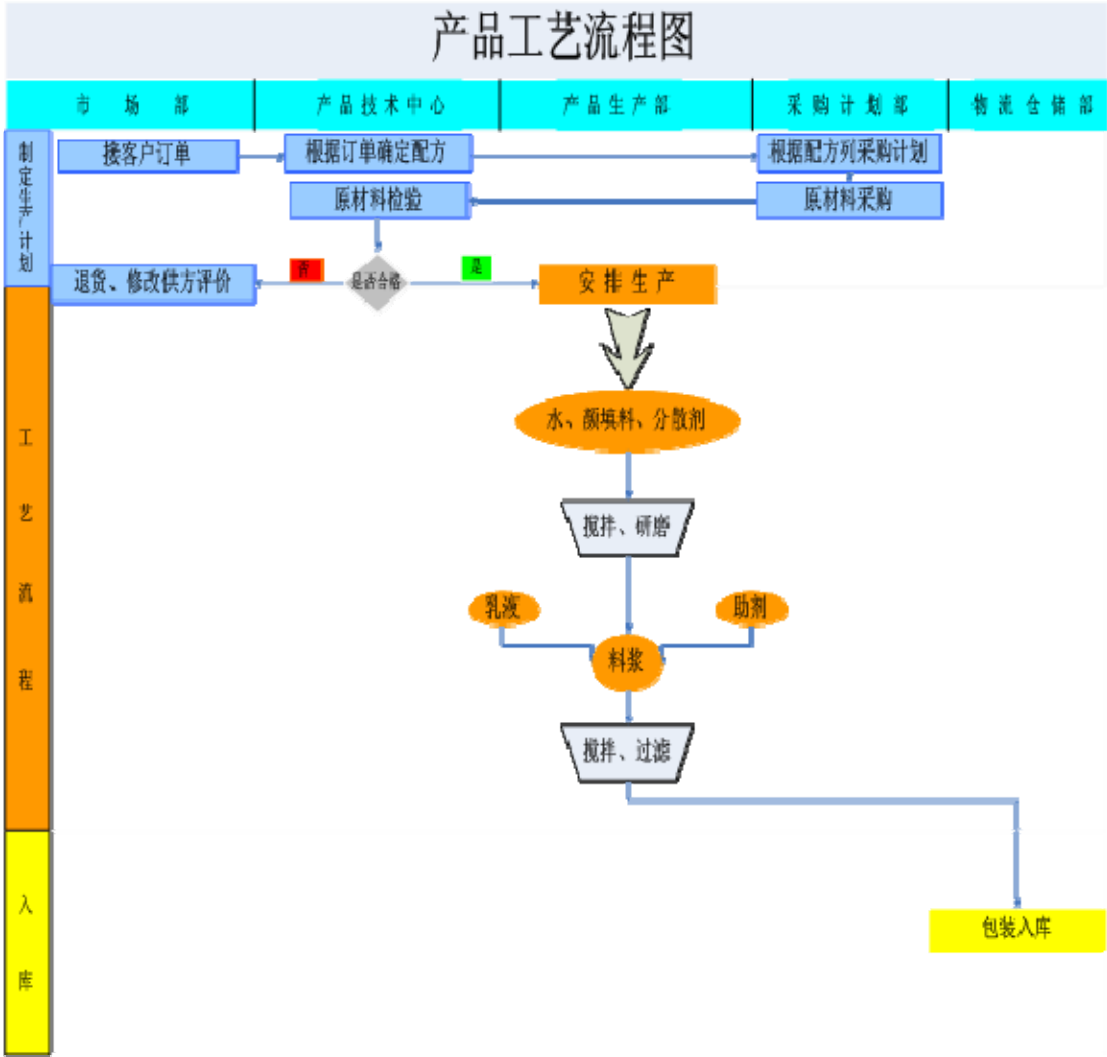 产品工艺流程图
市场部 产品技术中心 产品生产部 采购计划部 物流仓储部
制定生产计划
接客户订单 根据订单确定配方 根据配方列采购计划
原材料检验 原材料采购
退货、修改供方评价 否 是否合格 是 安排生产
工艺流程
水、颜填料、分散剂
搅拌、研磨
乳液 助剂
料浆
搅拌、过滤
入库
包装入库